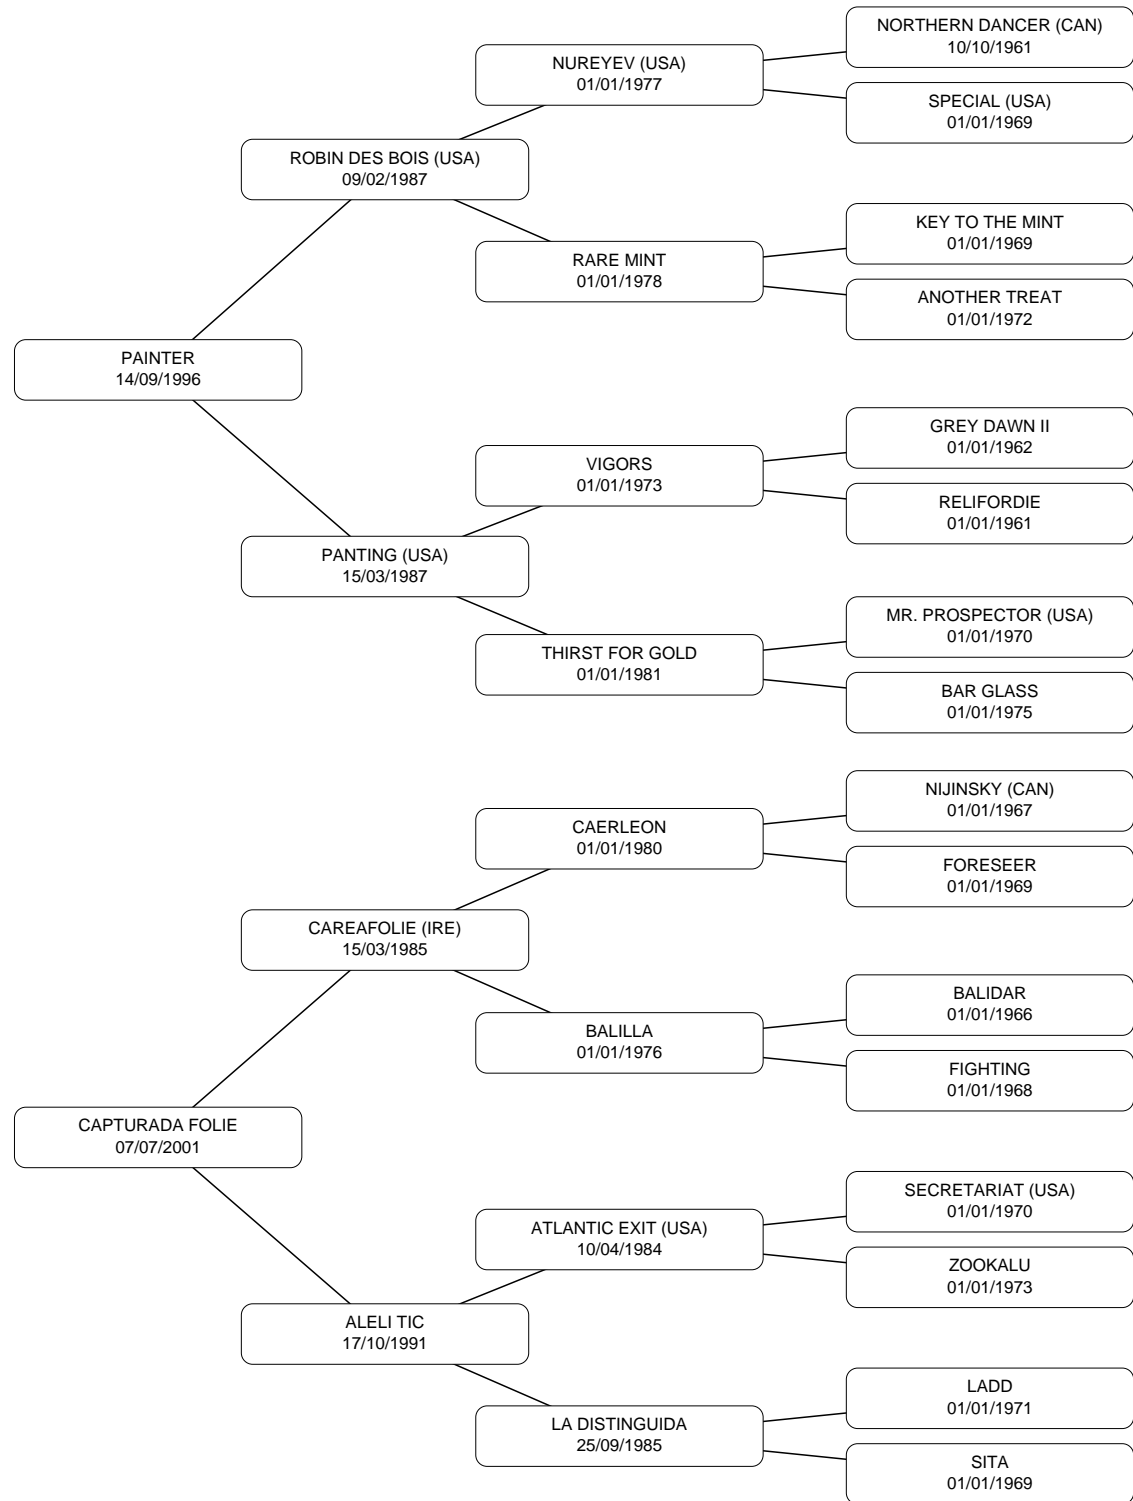 NORTHERN DANCER (CAN)
10/10/1961
NUREYEV (USA)
01/01/1977
SPECIAL (USA)
01/01/1969
ROBIN DES BOIS (USA)
09/02/1987
KEY TO THE MINT
01/01/1969
RARE MINT
01/01/1978
ANOTHER TREAT
01/01/1972
PAINTER
14/09/1996
GREY DAWN II
01/01/1962
VIGORS
01/01/1973
RELIFORDIE
01/01/1961
PANTING (USA)
15/03/1987
MR. PROSPECTOR (USA)
01/01/1970
THIRST FOR GOLD
01/01/1981
BAR GLASS
01/01/1975
NIJINSKY (CAN)
01/01/1967
CAERLEON
01/01/1980
FORESEER
01/01/1969
CAREAFOLIE (IRE)
15/03/1985
BALIDAR
01/01/1966
BALILLA
01/01/1976
FIGHTING
01/01/1968
CAPTURADA FOLIE
07/07/2001
SECRETARIAT (USA)
01/01/1970
ATLANTIC EXIT (USA)
10/04/1984
ZOOKALU
01/01/1973
ALELI TIC
17/10/1991
LADD
01/01/1971
LA DISTINGUIDA
25/09/1985
SITA
01/01/1969